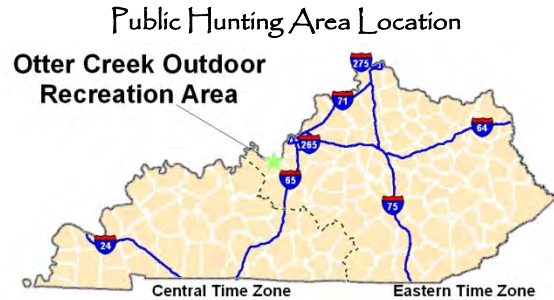 Public Hunting Area Location
Otter Creek Outdoor
Recreation Area
275
71
64
265
65
75
24
Central Time Zone
Eastern Time Zone